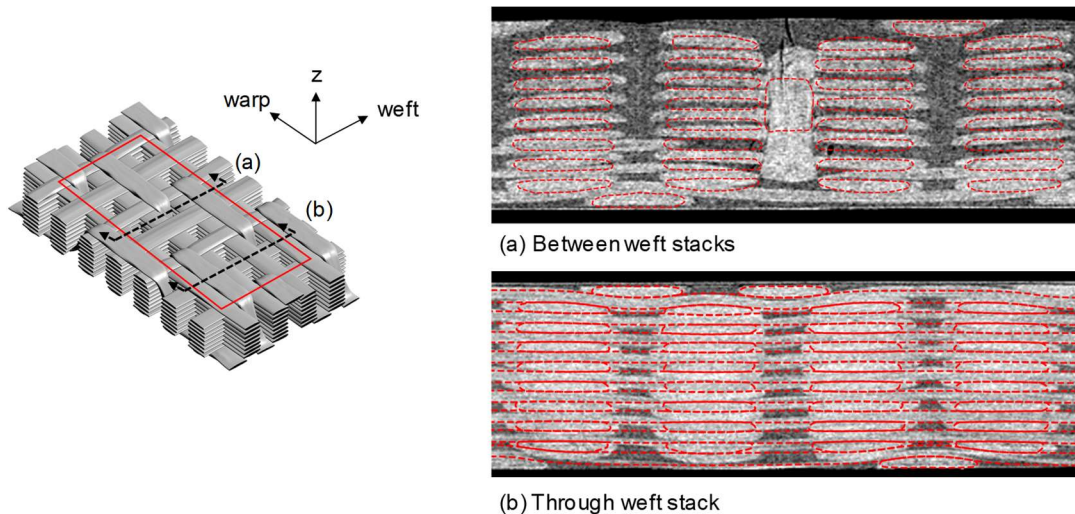 z
warp
weft
(a)
(b)
(a) Between weft stacks
(b) Through weft stack